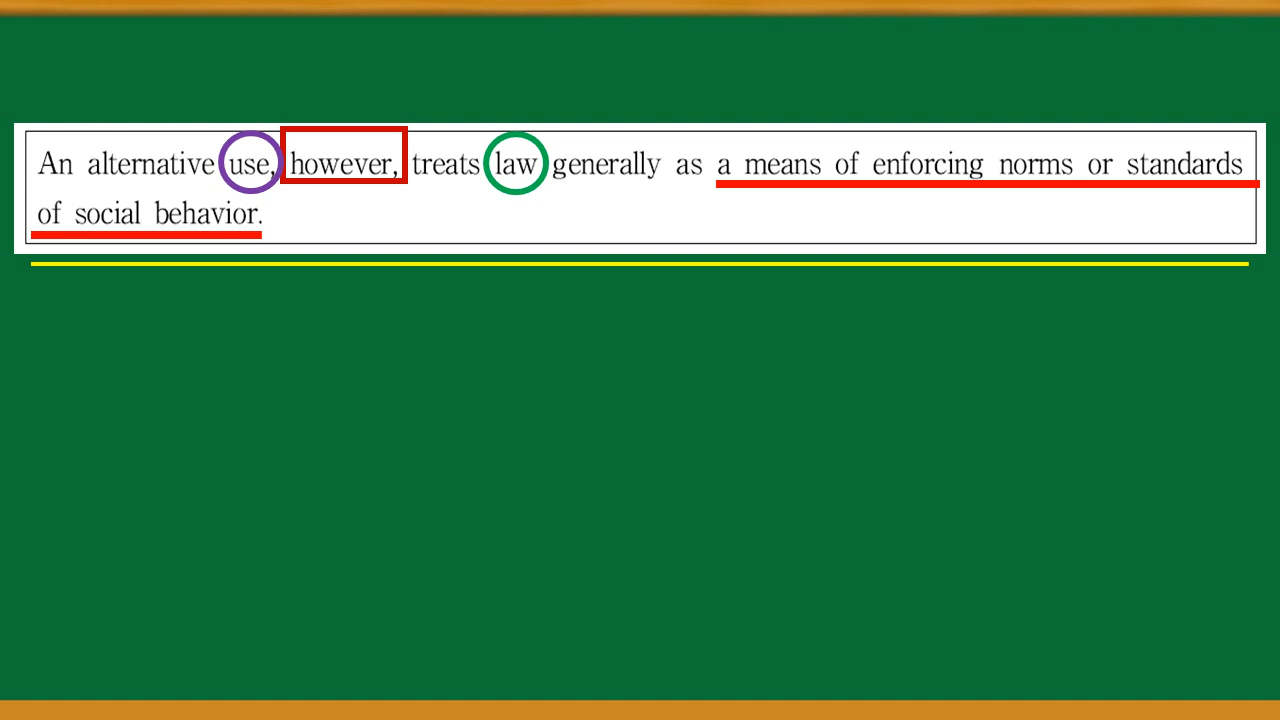 An alternative use, however, treats law generally as a means of enforcing norms or standards
of social behavior.